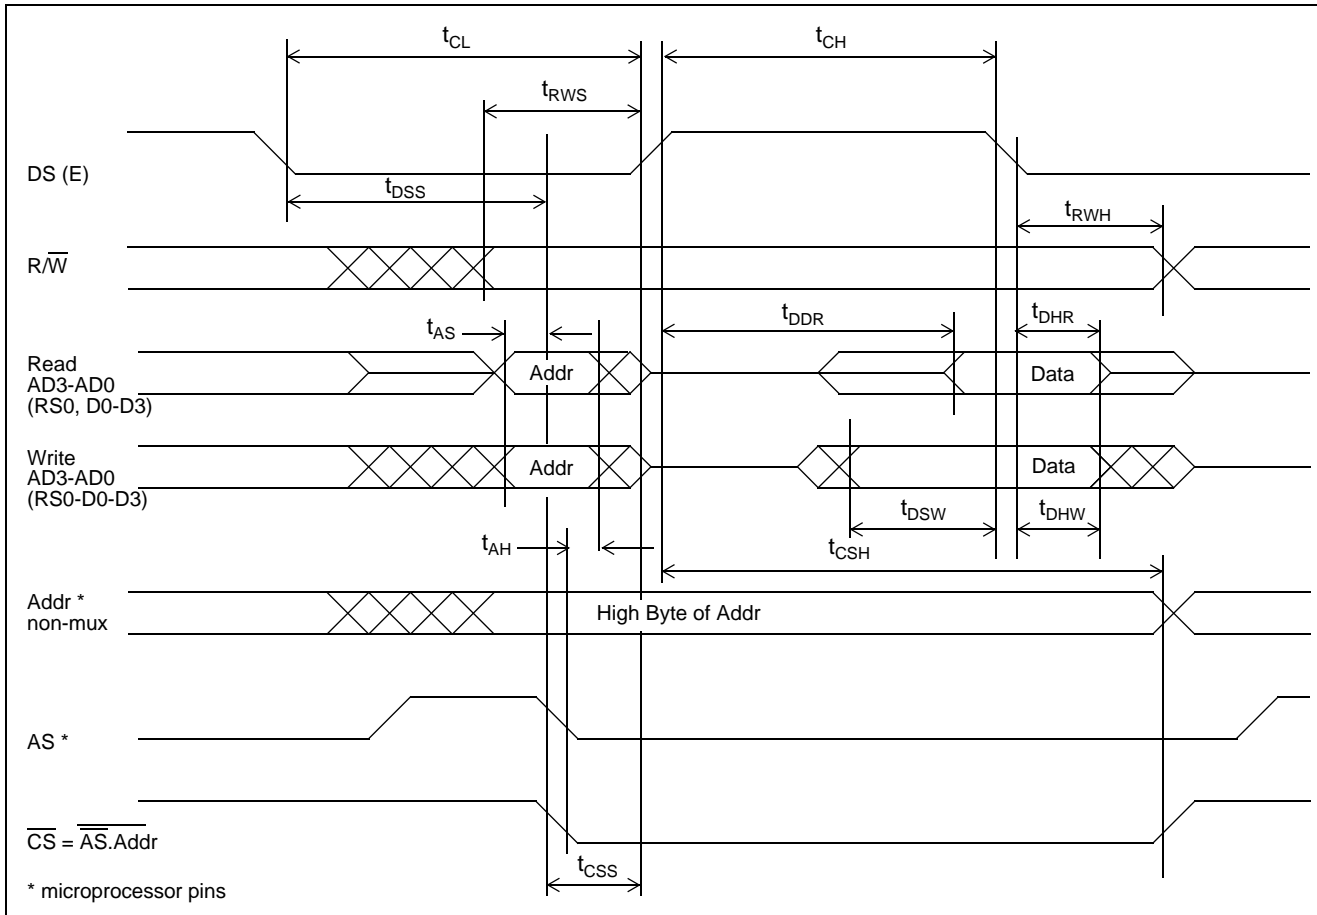 tCL
tCH
tRWS
DS (E)
tDSS
tRWH
R/W̅
tDDR
tDHR
tAS
Read
AD3-AD0
(RS0, D0-D3)
Addr
Data
Write
AD3-AD0
(RS0-D0-D3)
Addr
Data
tDSW
tDHW
tAH
tCSH
Addr *
non-mux
High Byte of Addr
AS *
CS = AS.Addr
tCSS
* microprocessor pins